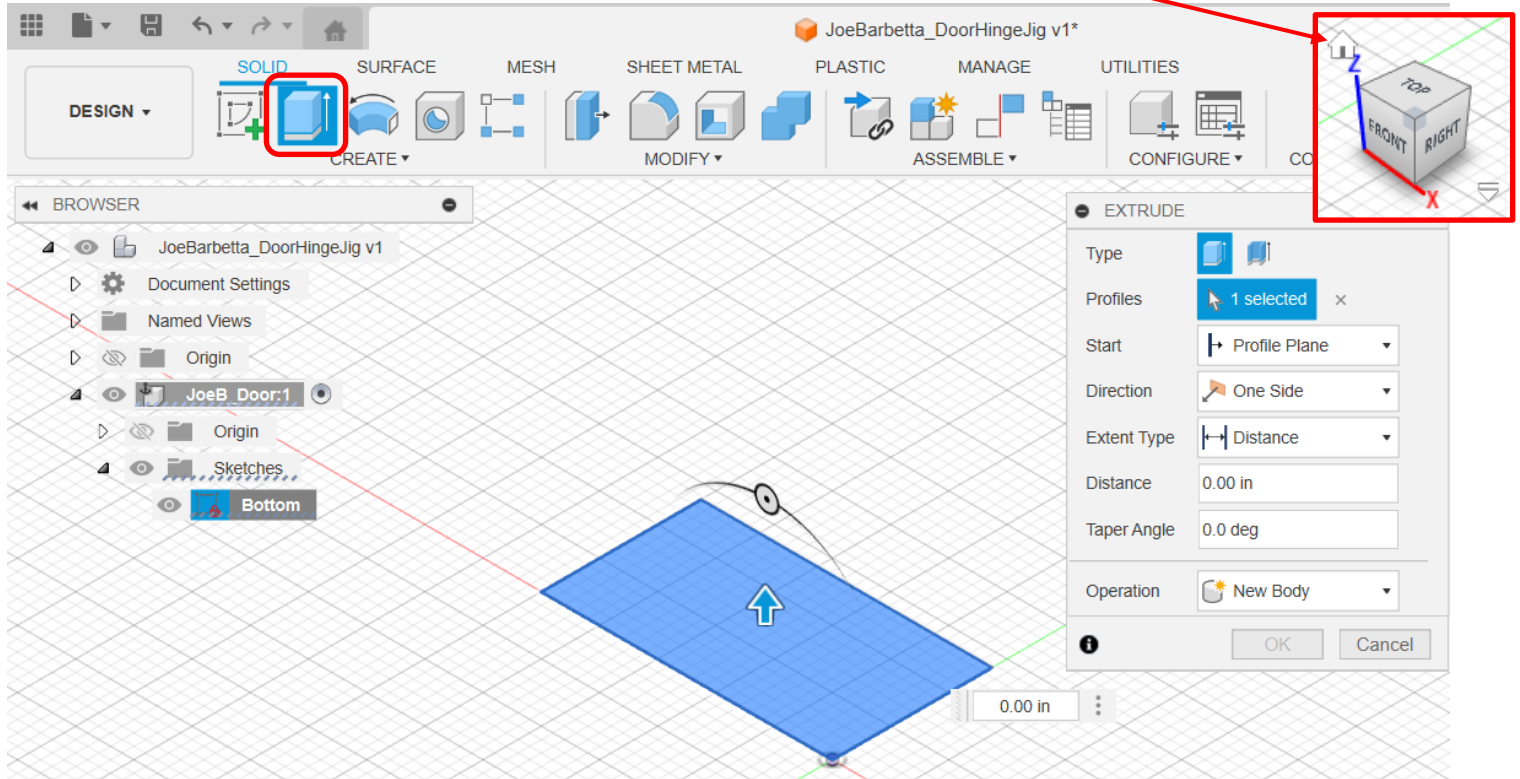 JoeBarbetta_DoorHingeJig v1*
SOLID SURFACE MESH SHEET METAL PLASTIC MANAGE UTILITIES
DESIGN
CREATE MODIFY ASSEMBLE CONFIGURE CO
Z
TOP
FRONT RIGHT
X
BROWSER
JoeBarbetta_DoorHingeJig v1
Document Settings
Named Views
Origin
JoeB_Door:1
Origin
Sketches
Bottom
EXTRUDE
Type
Profiles 1 selected
Start Profile Plane
Direction One Side
Extent Type Distance
Distance 0.00 in
Taper Angle 0.0 deg
Operation New Body
OK Cancel
0.00 in